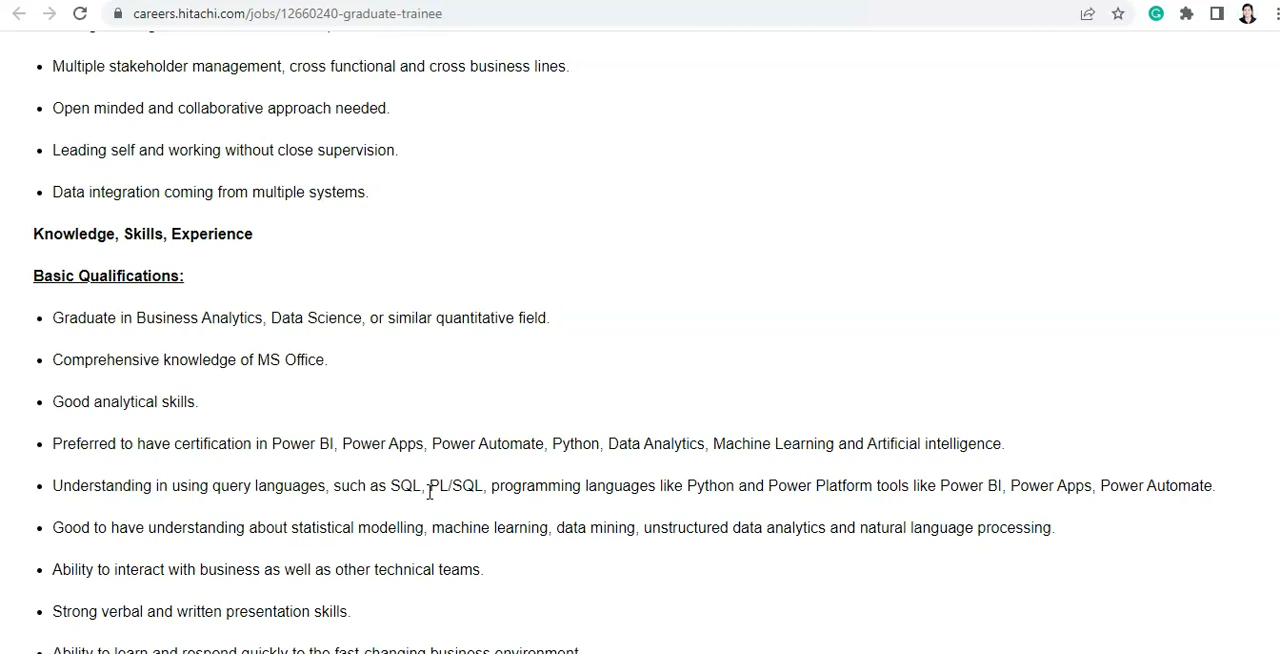 careers.hitachi.com/jobs/12660240-graduate-trainee
Multiple stakeholder management, cross functional and cross business lines.
Open minded and collaborative approach needed.
Leading self and working without close supervision.
Data integration coming from multiple systems.
Knowledge, Skills, Experience
Basic Qualifications:
Graduate in Business Analytics, Data Science, or similar quantitative field.
Comprehensive knowledge of MS Office.
Good analytical skills.
Preferred to have certification in Power BI, Power Apps, Power Automate, Python, Data Analytics, Machine Learning and Artificial intelligence.
Understanding in using query languages, such as SQL, PL/SQL, programming languages like Python and Power Platform tools like Power BI, Power Apps, Power Automate.
Good to have understanding about statistical modelling, machine learning, data mining, unstructured data analytics and natural language processing.
Ability to interact with business as well as other technical teams.
Strong verbal and written presentation skills.
Ability to learn and respond quickly to the fast-changing business environment.